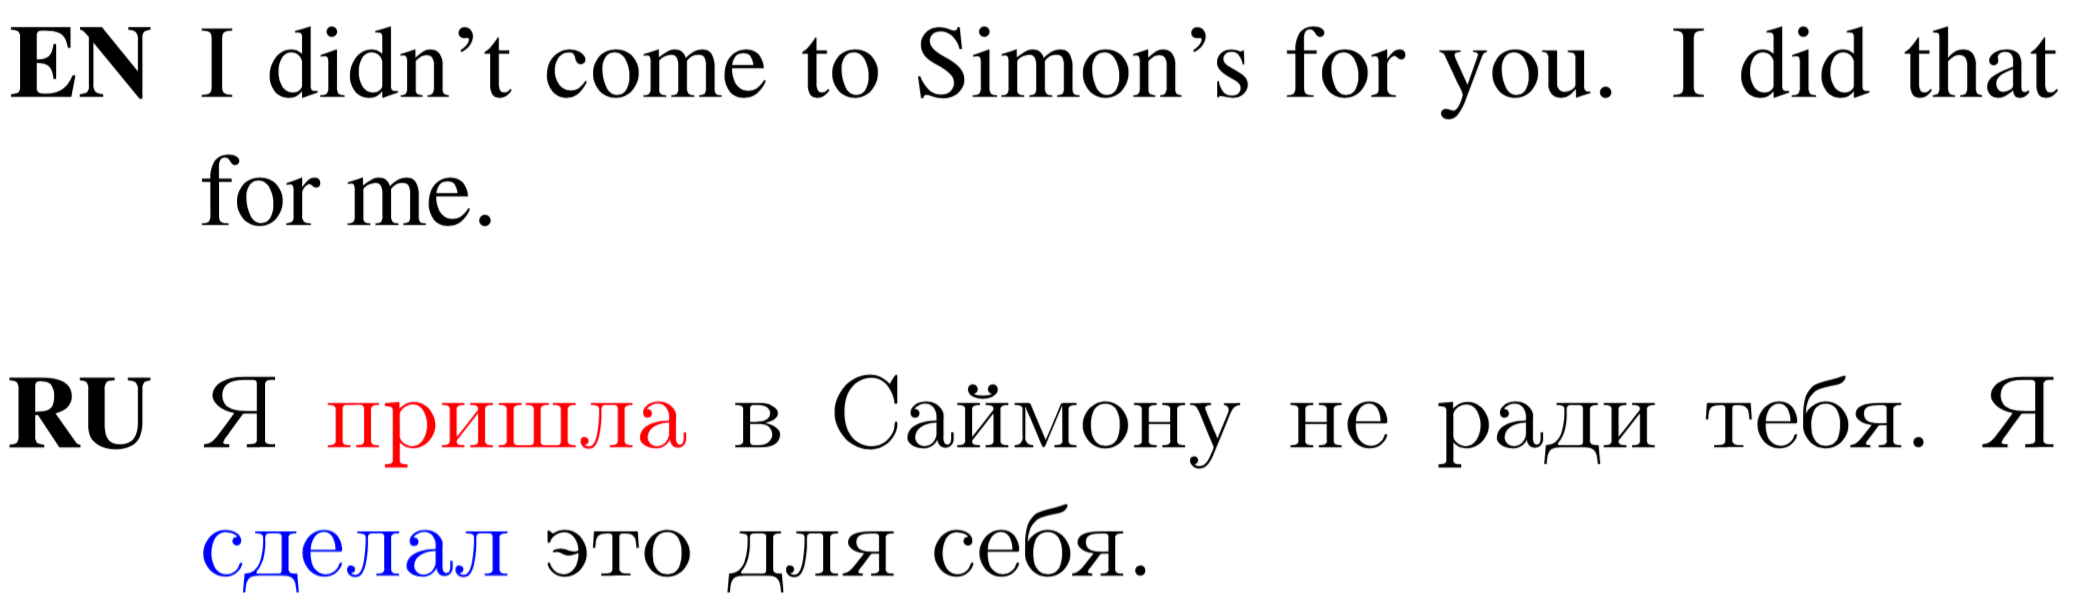 EN I didn’t come to Simon’s for you. I did that
for me.
RU Я пришла в Саймону не ради тебя. Я
сделал это для себя.